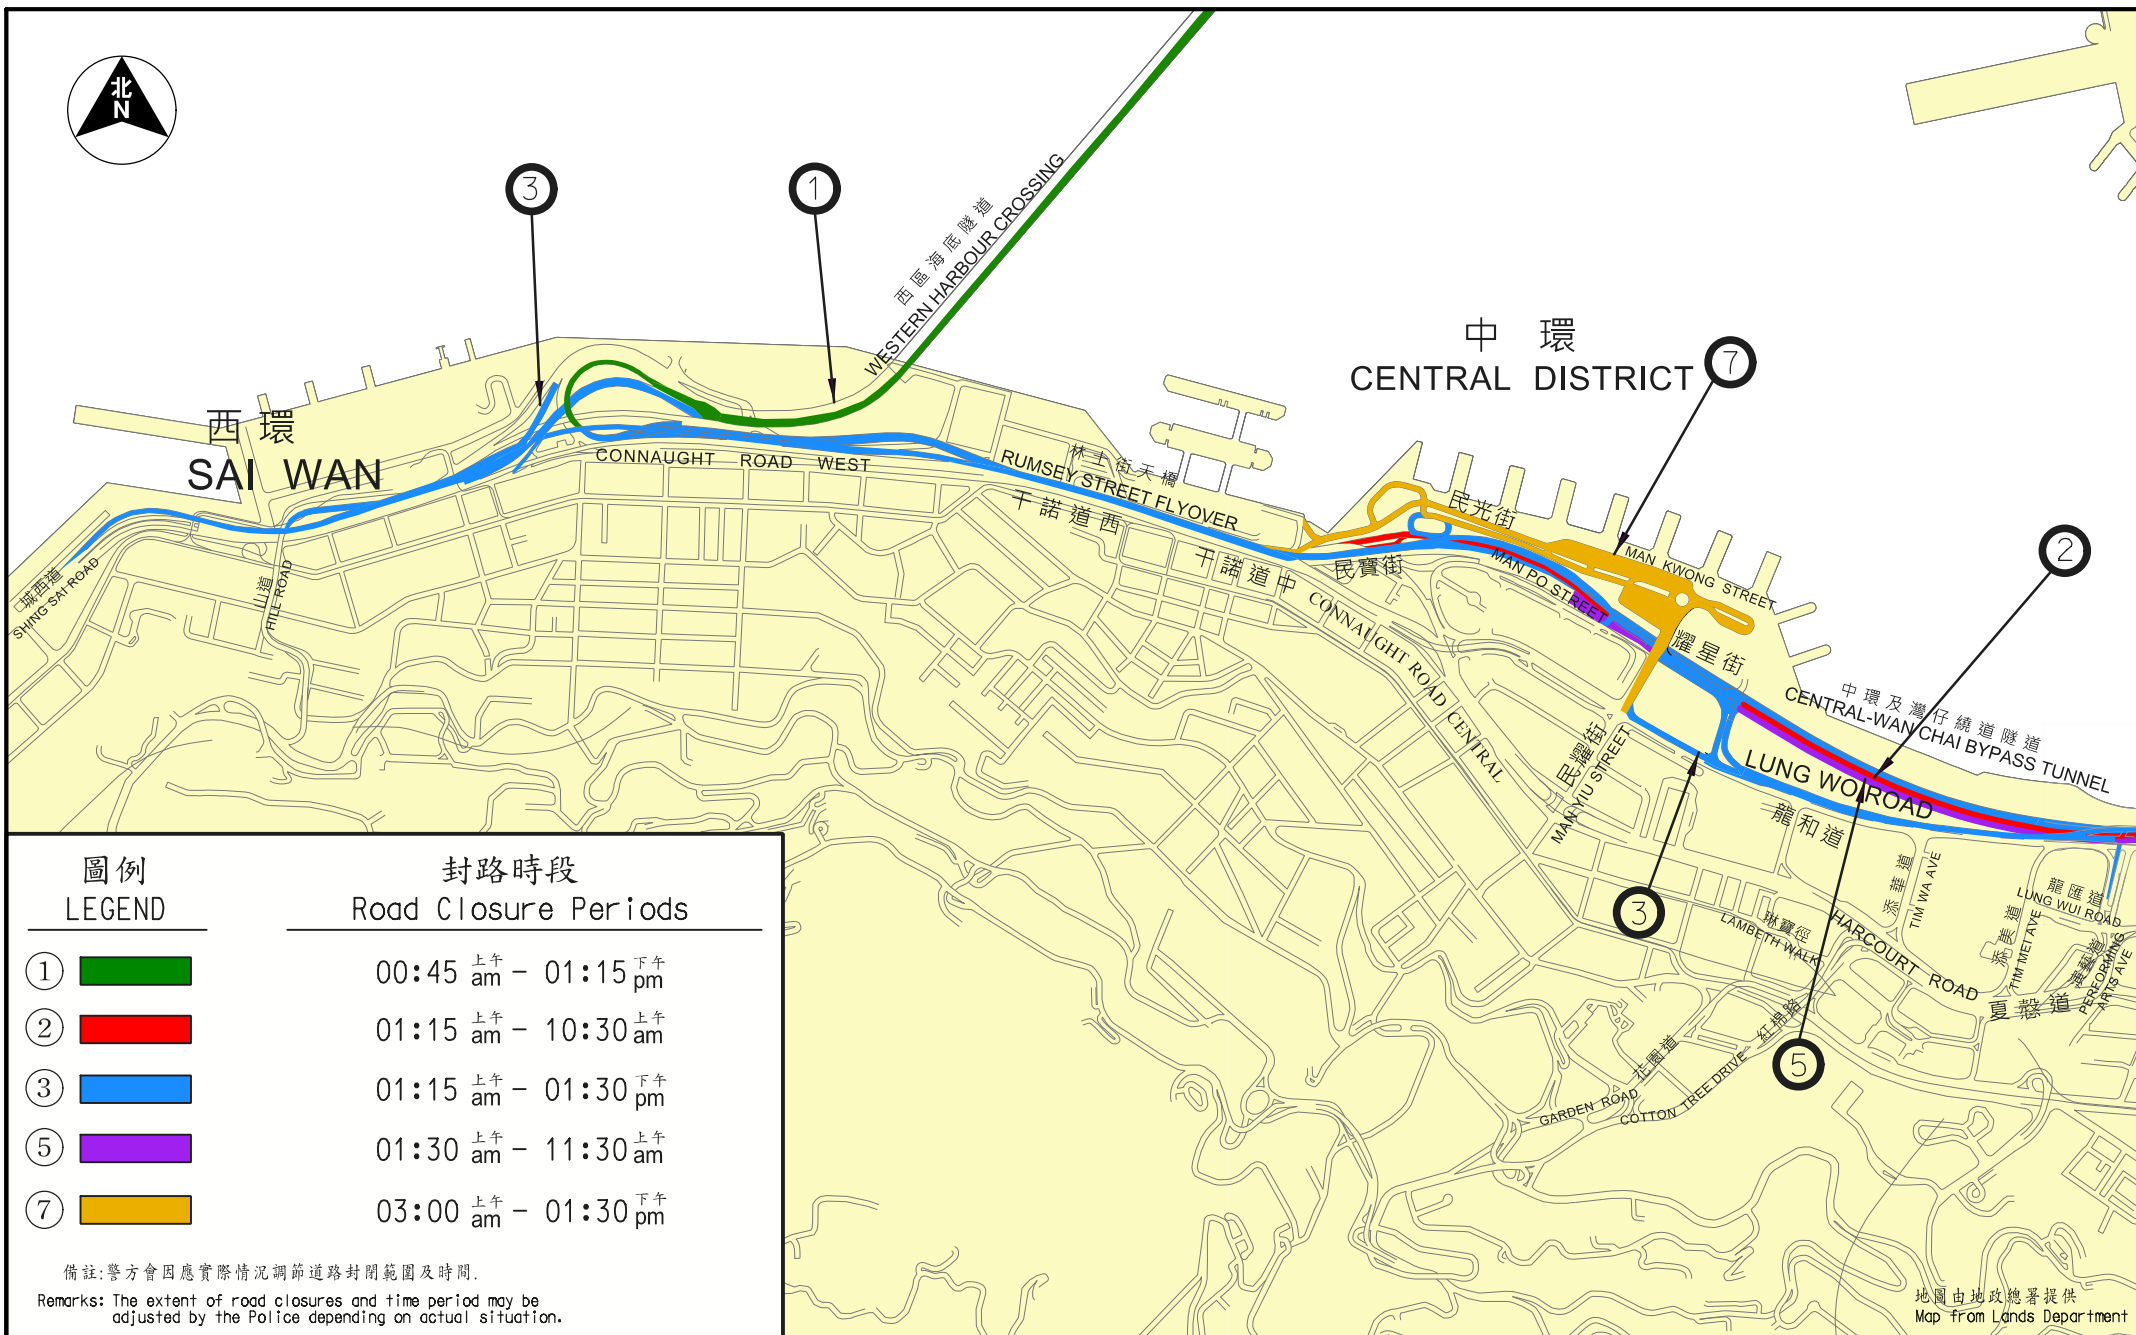 北
N
3
1
西區海底隧道
WESTERN HARBOUR CROSSING
中環
CENTRAL DISTRICT
7
西環
SAI WAN
CONNAUGHT ROAD WEST
干諾道西
林士街天橋
RUMSEY STREET FLYOVER
民光街
MAN KWONG STREET
2
城西道
SHING SAI ROAD
山道
HILL ROAD
干諾道中
CONNAUGHT ROAD CENTRAL
民寶街
MAN PO STREET
耀星街
中環及灣仔繞道隧道
CENTRAL-WAN CHAI BYPASS TUNNEL
民耀街
MAN YIU STREET
LUNG WO ROAD
龍和道
3
添華道
TIM WA AVE
龍匯道
LUNG WUI ROAD
琳寶徑
LAMBETH WALK
HARCOURT ROAD
夏慤道
添美道
TIM MEI AVE
演藝道
PERFORMING
ARTS AVE
5
花園道
GARDEN ROAD
紅棉路
COTTON TREE DRIVE
圖例
LEGEND
封路時段
Road Closure Periods
1 00:45 上午 am - 01:15 下午 pm
2 01:15 上午 am - 10:30 上午 am
3 01:15 上午 am - 01:30 下午 pm
5 01:30 上午 am - 11:30 上午 am
7 03:00 上午 am - 01:30 下午 pm
備註:警方會因應實際情況調節道路封閉範圍及時間.
Remarks: The extent of road closures and time period may be
adjusted by the Police depending on actual situation.
地圖由地政總署提供
Map from Lands Department